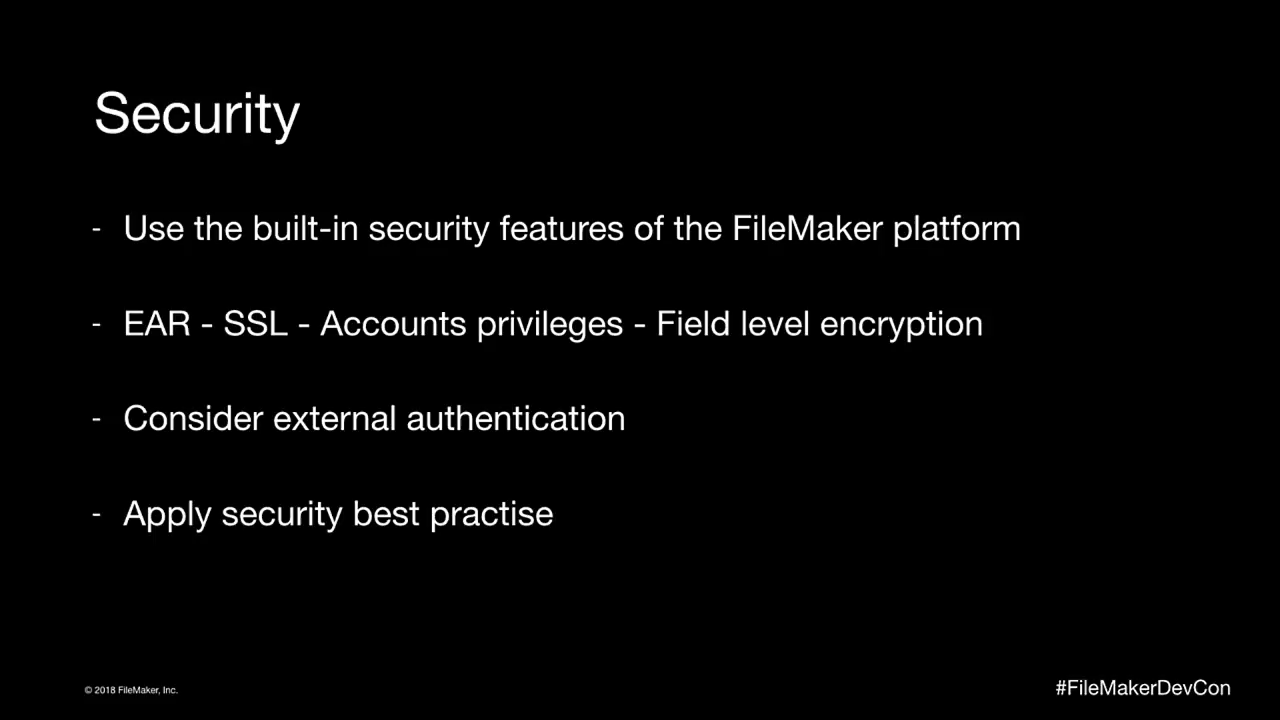 Security
- Use the built-in security features of the FileMaker platform
- EAR - SSL - Accounts privileges - Field level encryption
- Consider external authentication
- Apply security best practise
© 2018 FileMaker, Inc.
#FileMakerDevCon